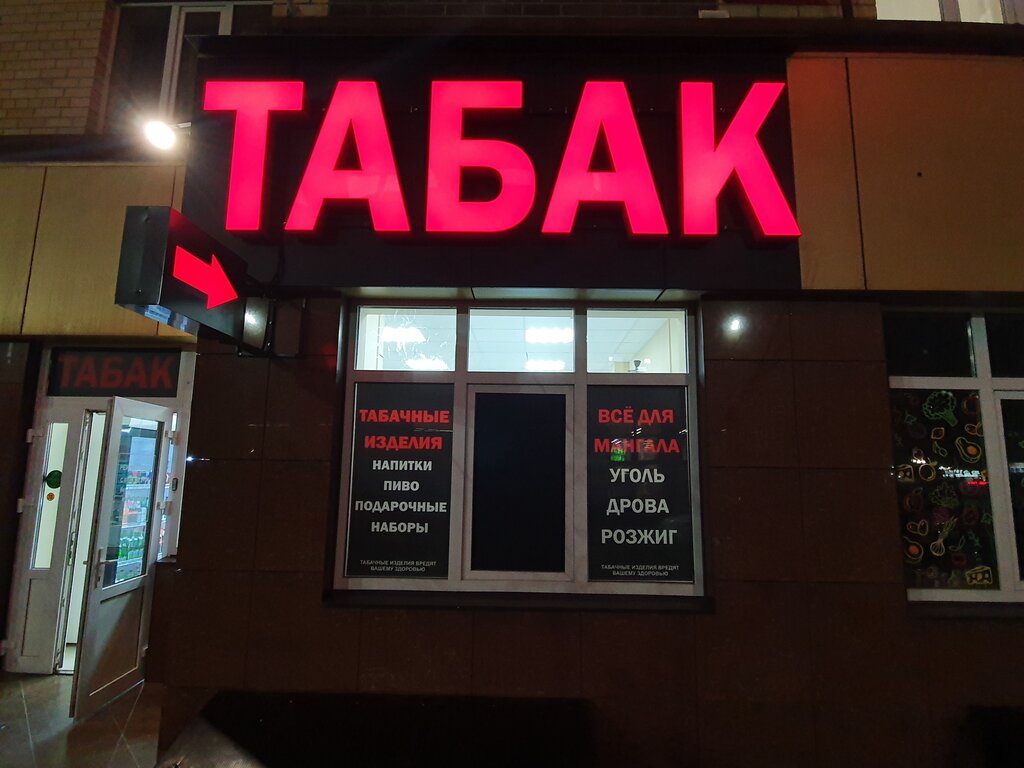 ТАБАК
ТАБАК
ТАБАЧНЫЕ
ИЗДЕЛИЯ
НАПИТКИ
ПИВО
ПОДАРОЧНЫЕ
НАБОРЫ
ТАБАЧНЫЕ ИЗДЕЛИЯ ВРЕДЯТ
ВАШЕМУ ЗДОРОВЬЮ
ВСЁ ДЛЯ
МАНГАЛА
УГОЛЬ
ДРОВА
РОЗЖИГ
ТАБАЧНЫЕ ИЗДЕЛИЯ ВРЕДЯТ
ВАШЕМУ ЗДОРОВЬЮ